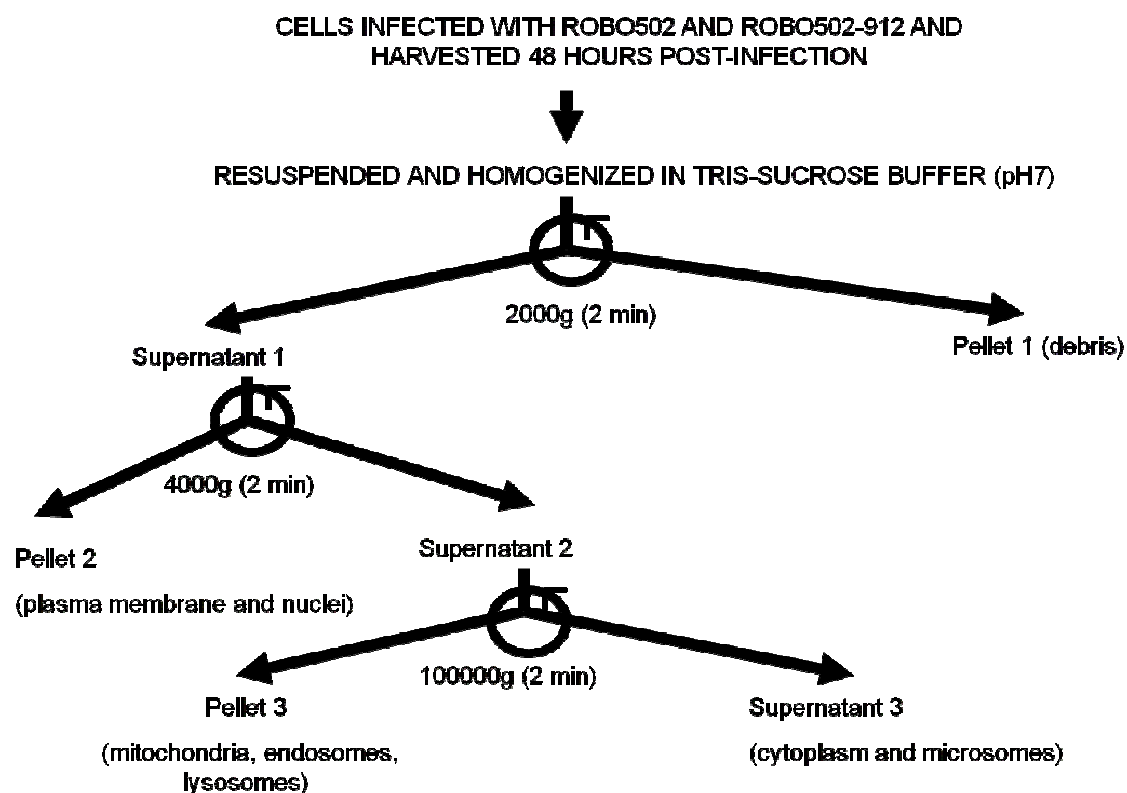 CELLS INFECTED WITH ROBO502 AND ROBO502-912 AND
HARVESTED 48 HOURS POST-INFECTION
RESUSPENDED AND HOMOGENIZED IN TRIS-SUCROSE BUFFER (pH7)
2000g (2 min)
Supernatant 1
Pellet 1 (debris)
4000g (2 min)
Pellet 2
(plasma membrane and nuclei)
Supernatant 2
100000g (2 min)
Pellet 3
(mitochondria, endosomes,
lysosomes)
Supernatant 3
(cytoplasm and microsomes)